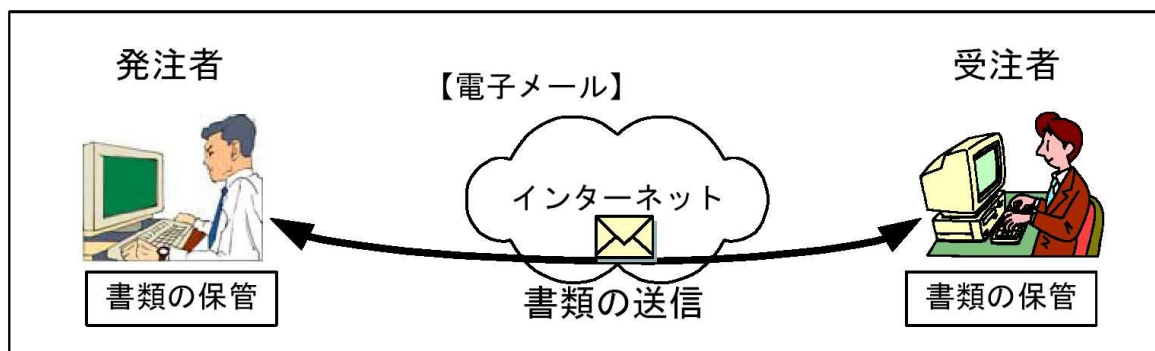 発注者
【電子メール】
受注者
インターネット
書類の保管
書類の送信
書類の保管